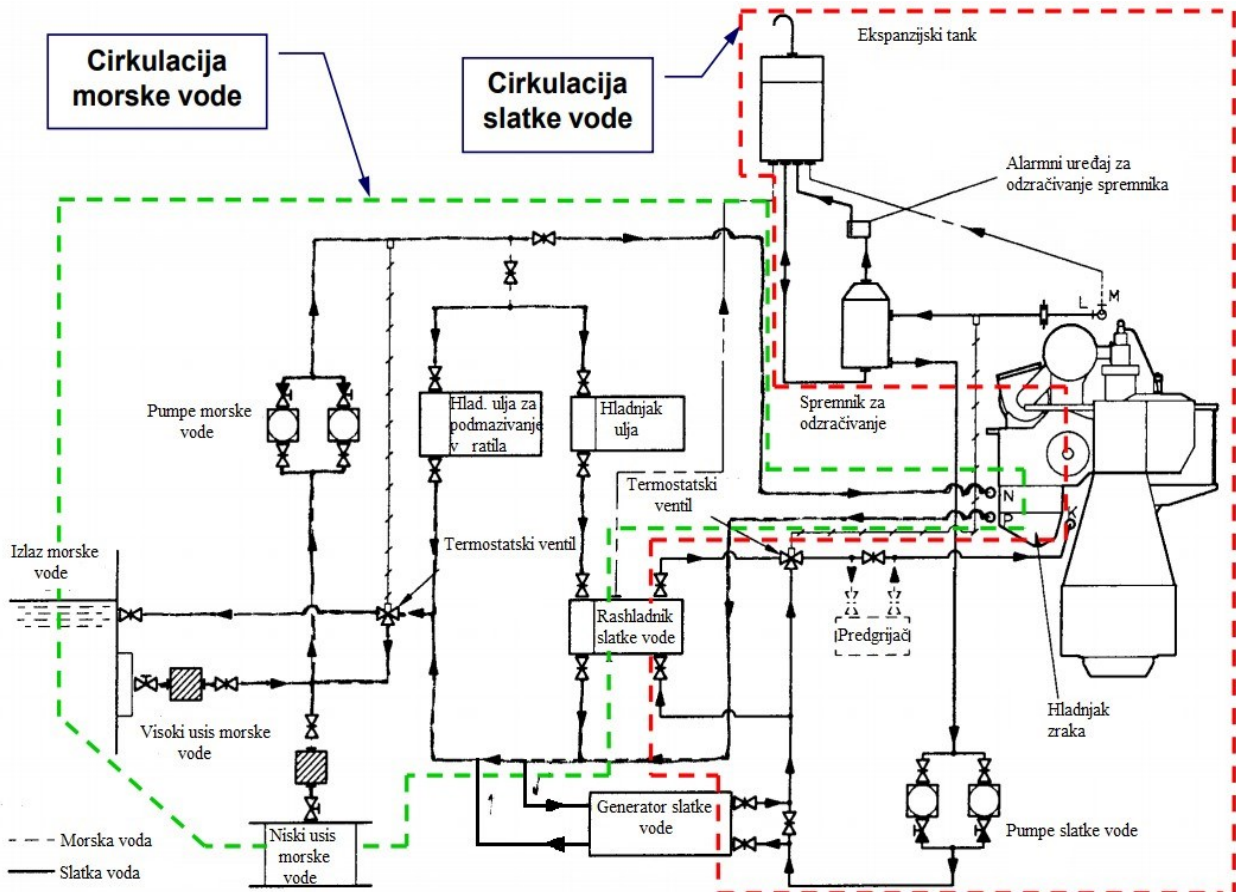 Cirkulacija
morske vode
Cirkulacija
slatke vode
Ekspanzijski tank
Alarmni uređaj za
odzračivanje spremnika
L
M
Pumpe morske
vode
Hlad. ulja za
podmazivanje
v ratila
Hladnjak
ulja
Spremnik za
odzračivanje
Termostatski
ventil
N
P
K
Izlaz morske
vode
Termostatski ventil
Rashladnik
slatke vode
Predgrijač
Visoki usis morske
vode
Hladnjak
zraka
Generator slatke
vode
Pumpe slatke vode
Niski usis
morske
vode
Morska voda
Slatka voda